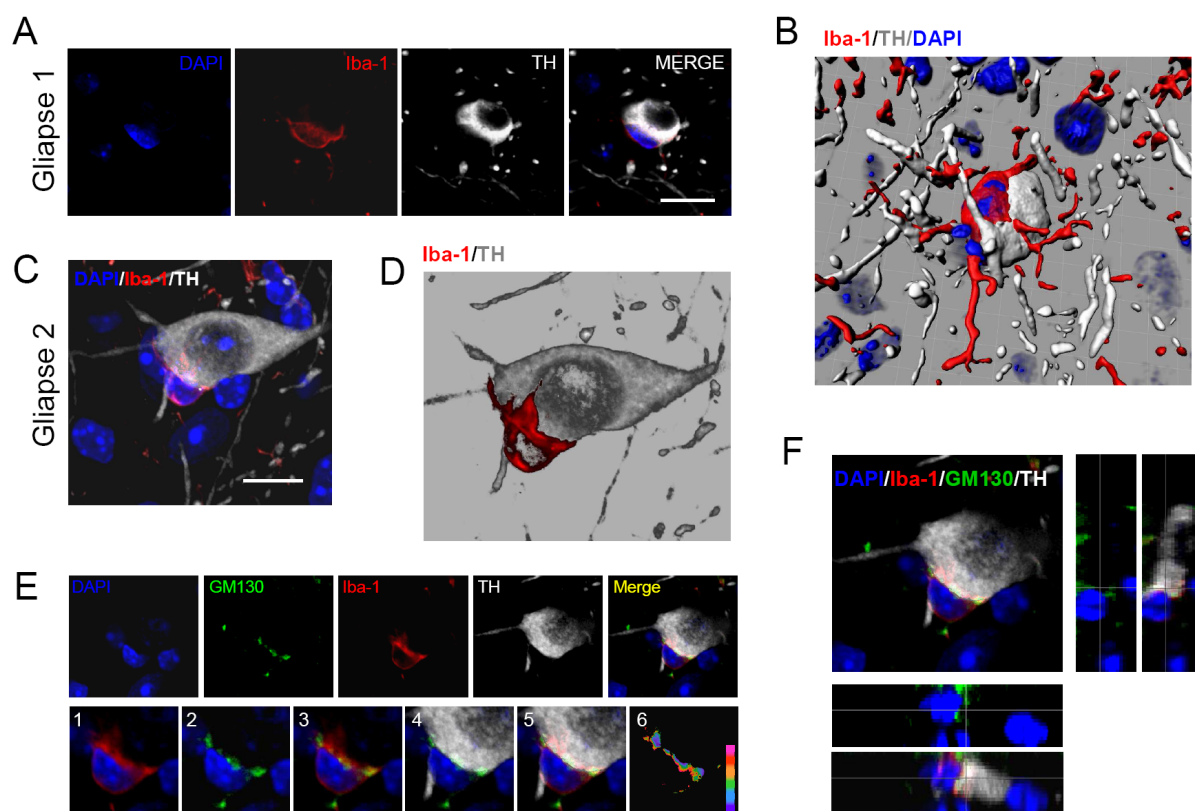 A
Gliapse 1
DAPI
Iba-1
TH
MERGE
B
Iba-1/TH/DAPI
C
Gliapse 2
DAPI/Iba-1/TH
D
Iba-1/TH
E
DAPI
GM130
Iba-1
TH
Merge
1
2
3
4
5
6
F
DAPI/Iba-1/GM130/TH